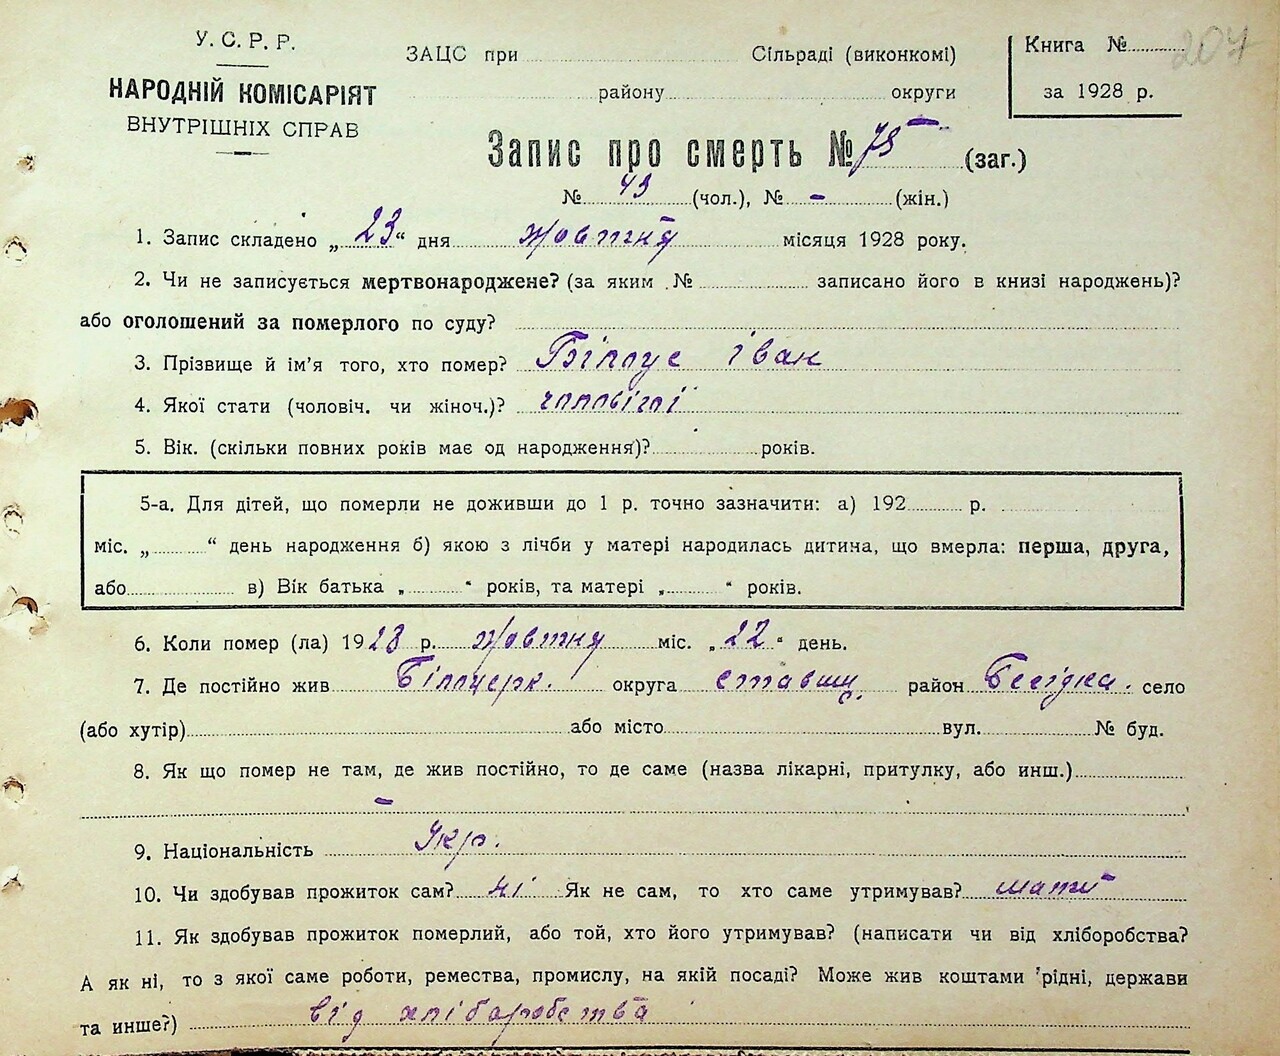 207
У. С. Р. Р.
НАРОДНІЙ КОМІСАРІЯТ
ВНУТРІШНІХ СПРАВ
ЗАЦС при Сільраді (виконкомі)
району округи
Книга №
за 1928 р.
Запис про смерть № 75 (заг.)
№ 43 (чол.), № - (жін.)
1. Запис складено „23“ дня жовтня місяця 1928 року.
2. Чи не записується мертвонароджене? (за яким № записано його в книзі народжень)?
або оголошений за померлого по суду?
3. Прізвище й ім'я того, хто помер? Білоус Іван
4. Якої стати (чоловіч. чи жіноч.)? чоловічої
5. Вік. (скільки повних років має од народження)? років.
5-а. Для дітей, що померли не доживши до 1 р. точно зазначити: а) 192 р.
міс. „ “ день народження б) якою з лічби у матері народилась дитина, що вмерла: перша, друга,
або в) Вік батька „ “ років, та матері „ “ років.
6. Коли помер (ла) 1928 р. жовтня міс. „22“ день.
7. Де постійно жив Білоцерк. округа ставищ. район Бесідка. село
(або хутір) або місто вул. № буд.
8. Як що помер не там, де жив постійно, то де саме (назва лікарні, притулку, або инш.)
-
9. Національність Укр.
10. Чи здобував прожиток сам? ні Як не сам, то хто саме утримував? мати
11. Як здобував прожиток померлий, або той, хто його утримував? (написати чи від хліборобства?
А як ні, то з якої саме роботи, ремества, промислу, на якій посаді? Може жив коштами рідні, держави
та инше?) від хліборобства